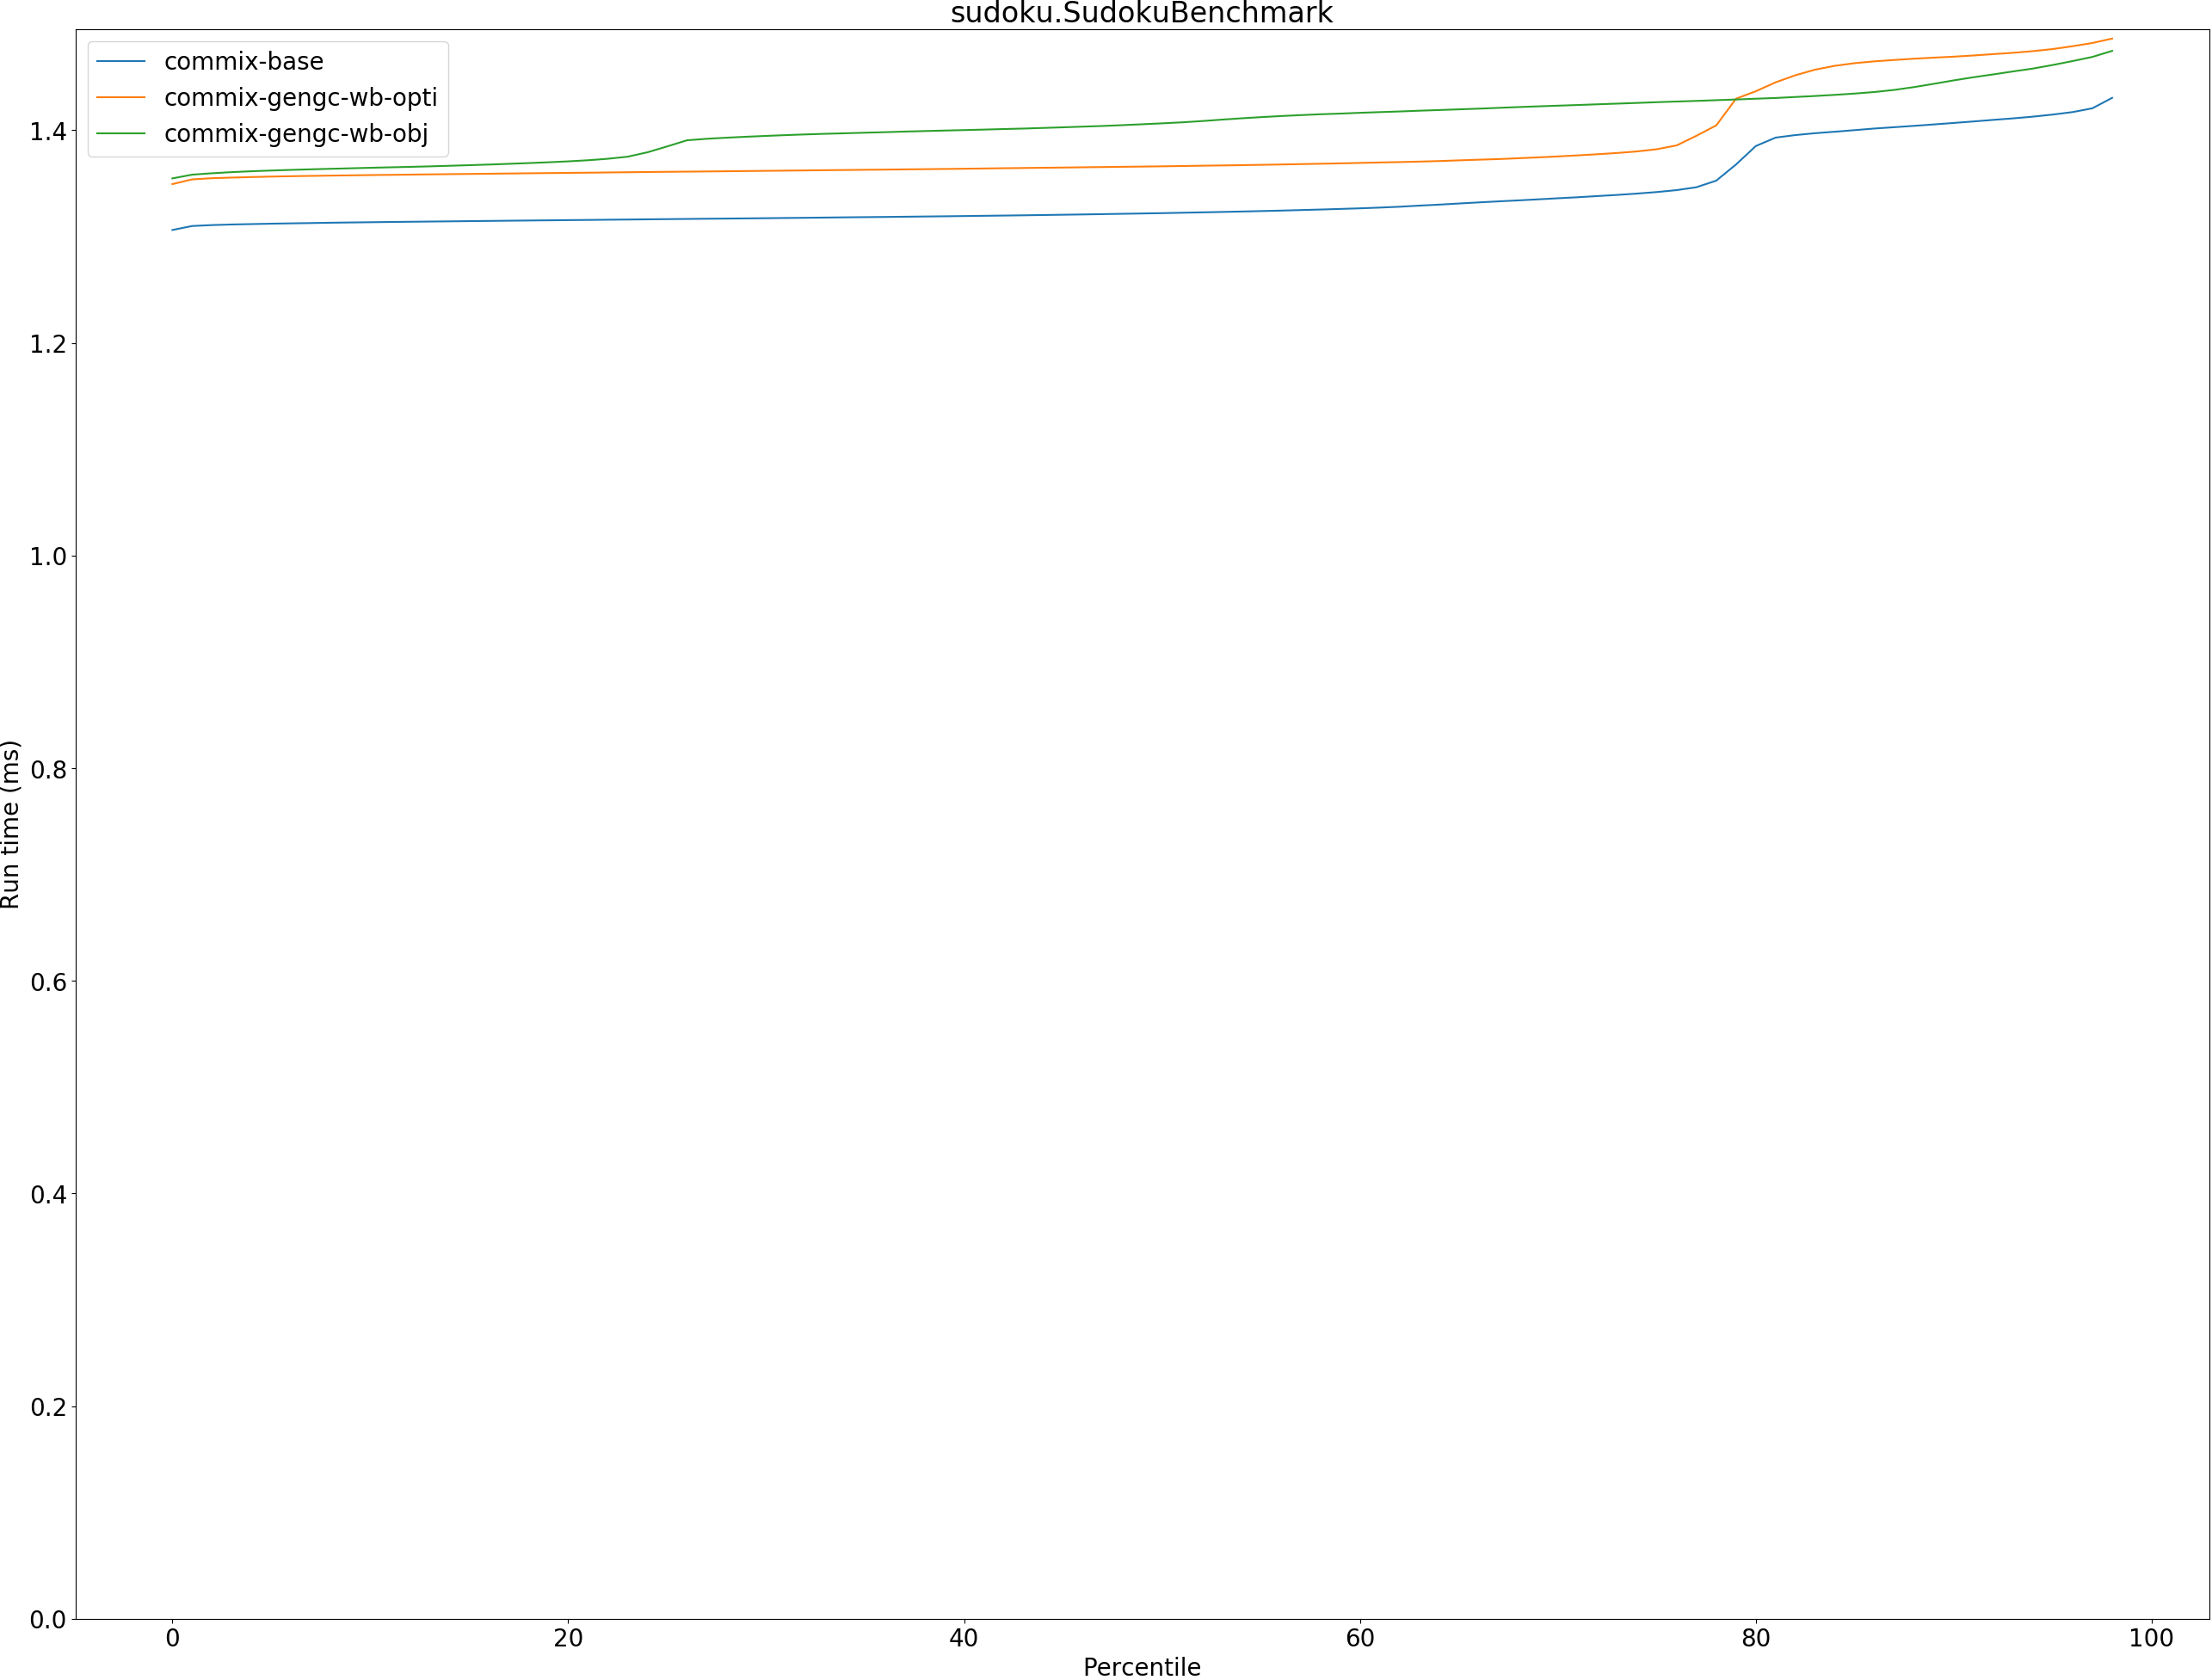 sudoku.SudokuBenchmark
commix-base
commix-gengc-wb-opti
commix-gengc-wb-obj
Run time (ms)
1.4
1.2
1.0
0.8
0.6
0.4
0.2
0.0
0 20 40 60 80 100
Percentile